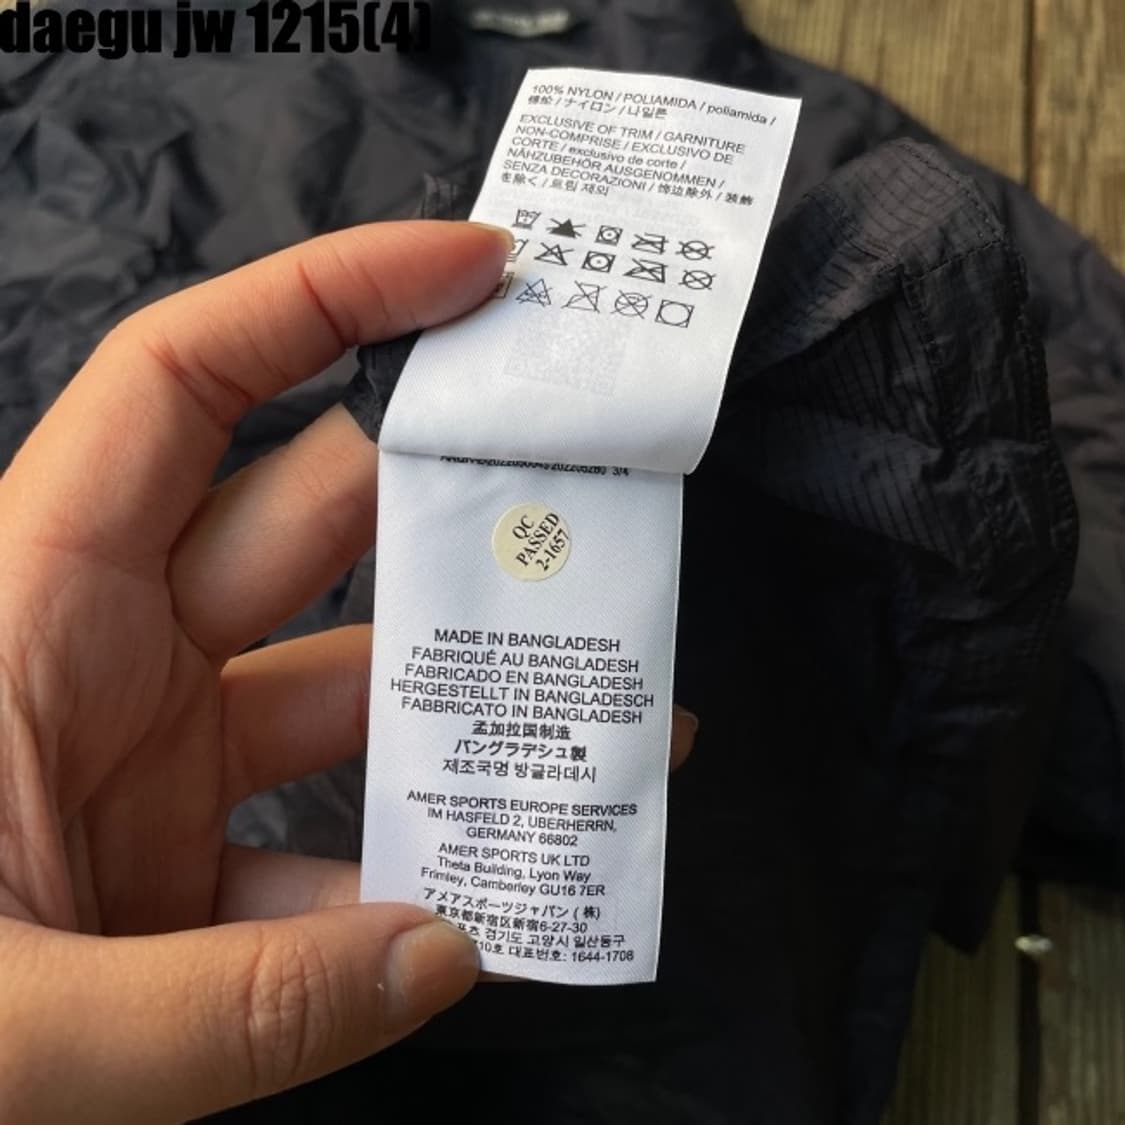 daegu jw 1215(4)
100% NYLON / POLIAMIDA / poliamida /
ナイロン / 나일론
EXCLUSIVE OF TRIM / GARNITURE
NON-COMPRISE / EXCLUSIVO DE
CORTE / exclusivo de corte /
NÄHZUBEHÖR AUSGENOMMEN /
SENZA DECORAZIONI / 饰边除外 / 装飾
を除く / 트림 제외
3/4
QC
PASSED
2-1657
MADE IN BANGLADESH
FABRIQUÉ AU BANGLADESH
FABRICADO EN BANGLADESH
HERGESTELLT IN BANGLADESCH
FABBRICATO IN BANGLADESH
孟加拉国制造
バングラデシュ製
제조국명 방글라데시
AMER SPORTS EUROPE SERVICES
IM HASFELD 2, UBERHERRN,
GERMANY 66802
AMER SPORTS UK LTD
Theta Building, Lyon Way
Frimley, Camberley GU16 7ER
アメアスポーツジャパン (株)
東京都新宿区新宿6-27-30
경기도 고양시 일산동구
710호 대표번호: 1644-1708